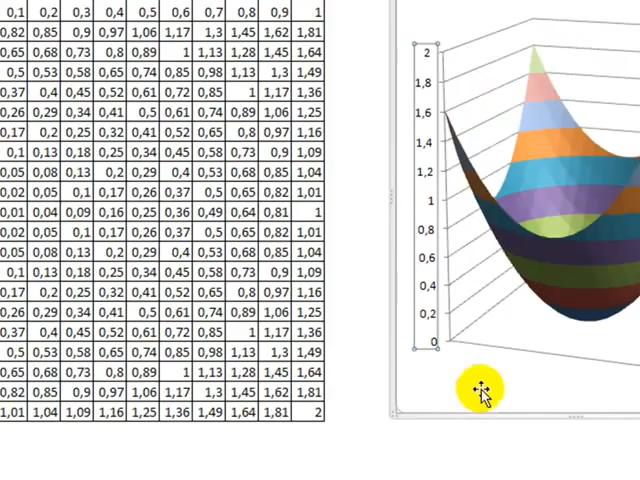 0,1 0,2 0,3 0,4 0,5 0,6 0,7 0,8 0,9 1
0,82 0,85 0,9 0,97 1,06 1,17 1,3 1,45 1,62 1,81
0,65 0,68 0,73 0,8 0,89 1 1,13 1,28 1,45 1,64
0,5 0,53 0,58 0,65 0,74 0,85 0,98 1,13 1,3 1,49
0,37 0,4 0,45 0,52 0,61 0,72 0,85 1 1,17 1,36
0,26 0,29 0,34 0,41 0,5 0,61 0,74 0,89 1,06 1,25
0,17 0,2 0,25 0,32 0,41 0,52 0,65 0,8 0,97 1,16
0,1 0,13 0,18 0,25 0,34 0,45 0,58 0,73 0,9 1,09
0,05 0,08 0,13 0,2 0,29 0,4 0,53 0,68 0,85 1,04
0,02 0,05 0,1 0,17 0,26 0,37 0,5 0,65 0,82 1,01
0,01 0,04 0,09 0,16 0,25 0,36 0,49 0,64 0,81 1
0,02 0,05 0,1 0,17 0,26 0,37 0,5 0,65 0,82 1,01
0,05 0,08 0,13 0,2 0,29 0,4 0,53 0,68 0,85 1,04
0,1 0,13 0,18 0,25 0,34 0,45 0,58 0,73 0,9 1,09
0,17 0,2 0,25 0,32 0,41 0,52 0,65 0,8 0,97 1,16
0,26 0,29 0,34 0,41 0,5 0,61 0,74 0,89 1,06 1,25
0,37 0,4 0,45 0,52 0,61 0,72 0,85 1 1,17 1,36
0,5 0,53 0,58 0,65 0,74 0,85 0,98 1,13 1,3 1,49
0,65 0,68 0,73 0,8 0,89 1 1,13 1,28 1,45 1,64
0,82 0,85 0,9 0,97 1,06 1,17 1,3 1,45 1,62 1,81
1,01 1,04 1,09 1,16 1,25 1,36 1,49 1,64 1,81 2
2
1,8
1,6
1,4
1,2
1
0,8
0,6
0,4
0,2
0